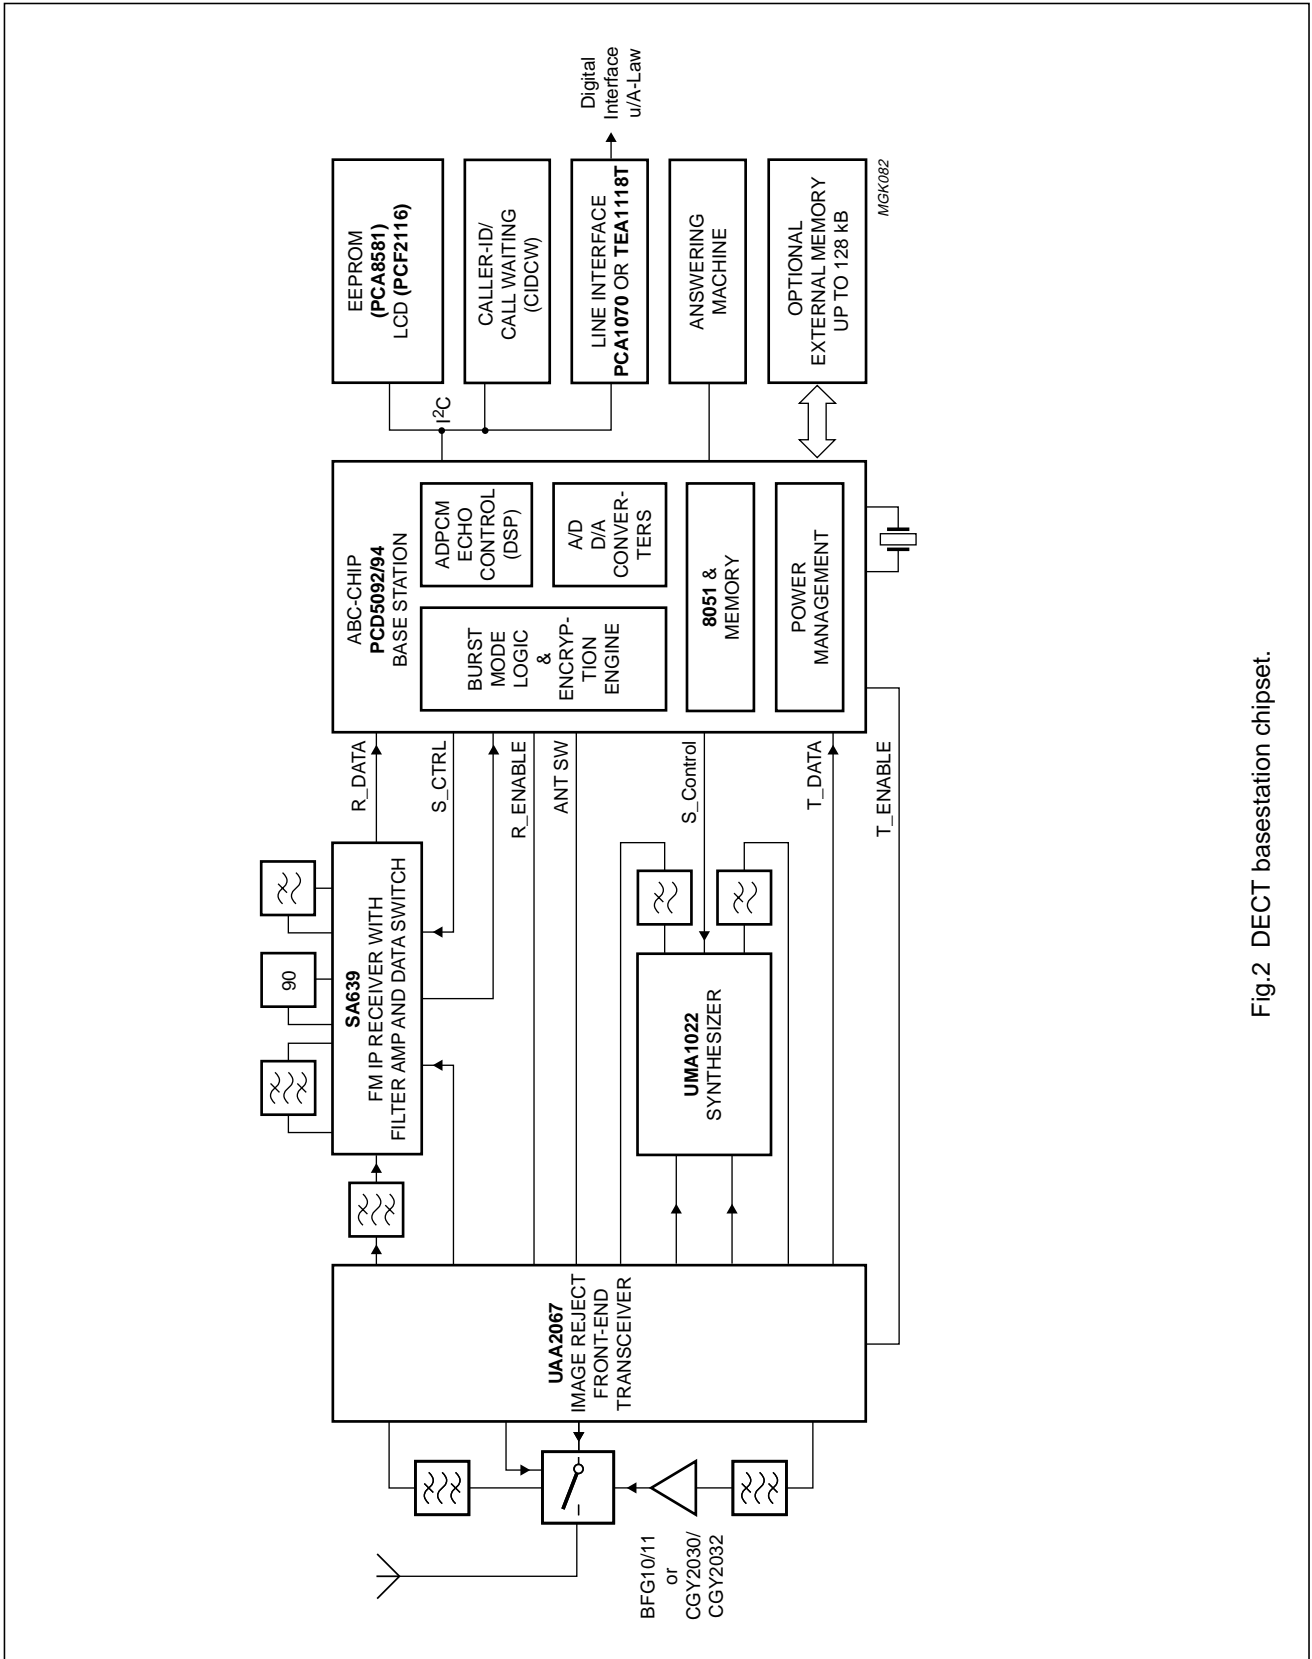 BFG10/11
or
CGY2030/
CGY2032
UAA2067
IMAGE REJECT
FRONT-END
TRANSCEIVER
90
SA639
FM IP RECEIVER WITH
FILTER AMP AND DATA SWITCH
UMA1022
SYNTHESIZER
R_DATA
S_CTRL
R_ENABLE
ANT SW
S_Control
T_DATA
T_ENABLE
ABC-CHIP
PCD5092/94
BASE STATION
BURST
MODE
LOGIC
&
ENCRYP-
TION
ENGINE
ADPCM
ECHO
CONTROL
(DSP)
A/D
D/A
CONVER-
TERS
8051 &
MEMORY
POWER
MANAGEMENT
I²C
EEPROM
(PCA8581)
LCD (PCF2116)
CALLER-ID/
CALL WAITING
(CIDCW)
LINE INTERFACE
PCA1070 OR TEA1118T
ANSWERING
MACHINE
OPTIONAL
EXTERNAL MEMORY
UP TO 128 kB
Digital
Interface
u/A-Law
MGK082
Fig.2 DECT basestation chipset.